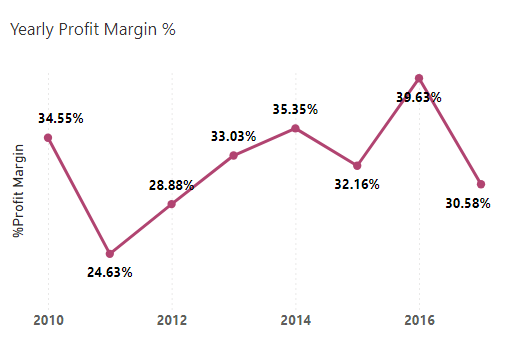 Yearly Profit Margin %
39.63%
35.35%
34.55%
33.03%
28.88%
32.16%
30.58%
24.63%
%Profit Margin
2010 2012 2014 2016